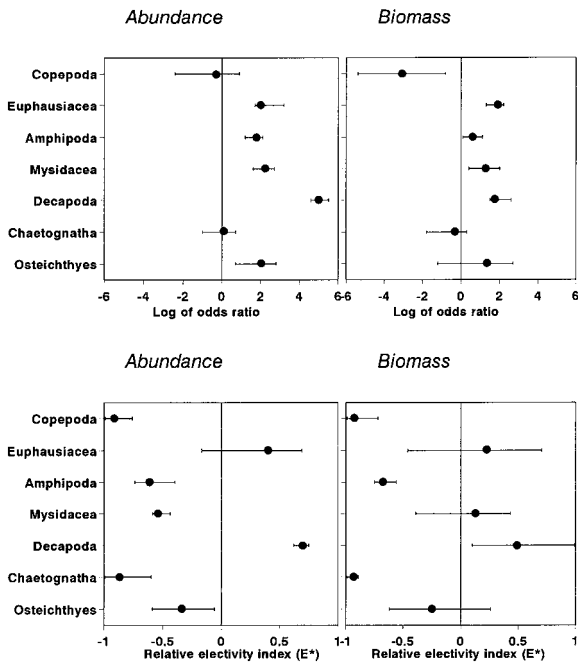 Abundance
Biomass
Copepoda
Euphausiacea
Amphipoda
Mysidacea
Decapoda
Chaetognatha
Osteichthyes
-6 -4 -2 0 2 4 6
-6 -4 -2 0 2 4 6
Log of odds ratio
Log of odds ratio
Abundance
Biomass
Copepoda
Euphausiacea
Amphipoda
Mysidacea
Decapoda
Chaetognatha
Osteichthyes
-1 -0.5 0 0.5 1
-1 -0.5 0 0.5 1
Relative electivity index (E*)
Relative electivity index (E*)